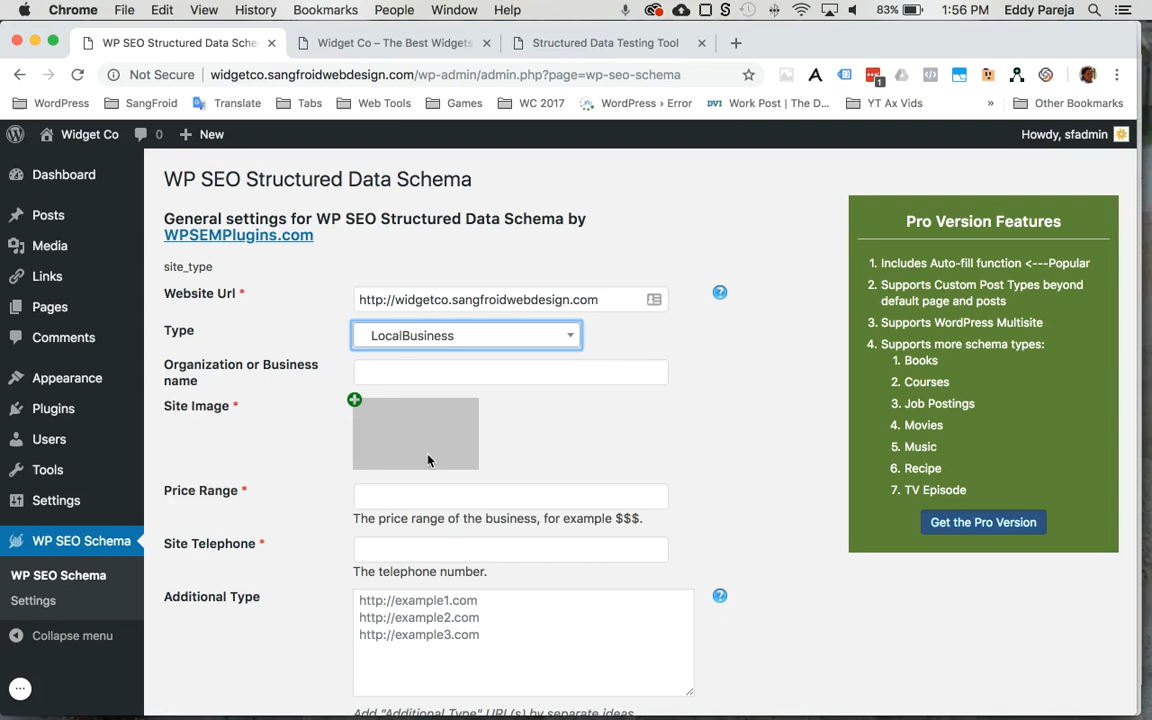 Chrome File Edit View History Bookmarks People Window Help 83% 1:56 PM Eddy Pareja
WP SEO Structured Data Sche Widget Co – The Best Widgets Structured Data Testing Tool
Not Secure widgetco.sangfroidwebdesign.com/wp-admin/admin.php?page=wp-seo-schema 1
WordPress SangFroid Translate Tabs Web Tools Games WC 2017 WordPress › Error DVI Work Post | The D... YT Ax Vids » Other Bookmarks
Widget Co 0 New Howdy, sfadmin
Dashboard
Posts
Media
Links
Pages
Comments
Appearance
Plugins
Users
Tools
Settings
WP SEO Schema
WP SEO Schema
Settings
Collapse menu
WP SEO Structured Data Schema
General settings for WP SEO Structured Data Schema by
WPSEMPlugins.com
site_type
Website Url * http://widgetco.sangfroidwebdesign.com
Type LocalBusiness
Organization or Business
name
Site Image *
Price Range *
The price range of the business, for example $$$.
Site Telephone *
The telephone number.
Additional Type http://example1.com
http://example2.com
http://example3.com
Add "Additional Type" URL(s) by separate ideas
Pro Version Features
1. Includes Auto-fill function <---Popular
2. Supports Custom Post Types beyond
default page and posts
3. Supports WordPress Multisite
4. Supports more schema types:
1. Books
2. Courses
3. Job Postings
4. Movies
5. Music
6. Recipe
7. TV Episode
Get the Pro Version